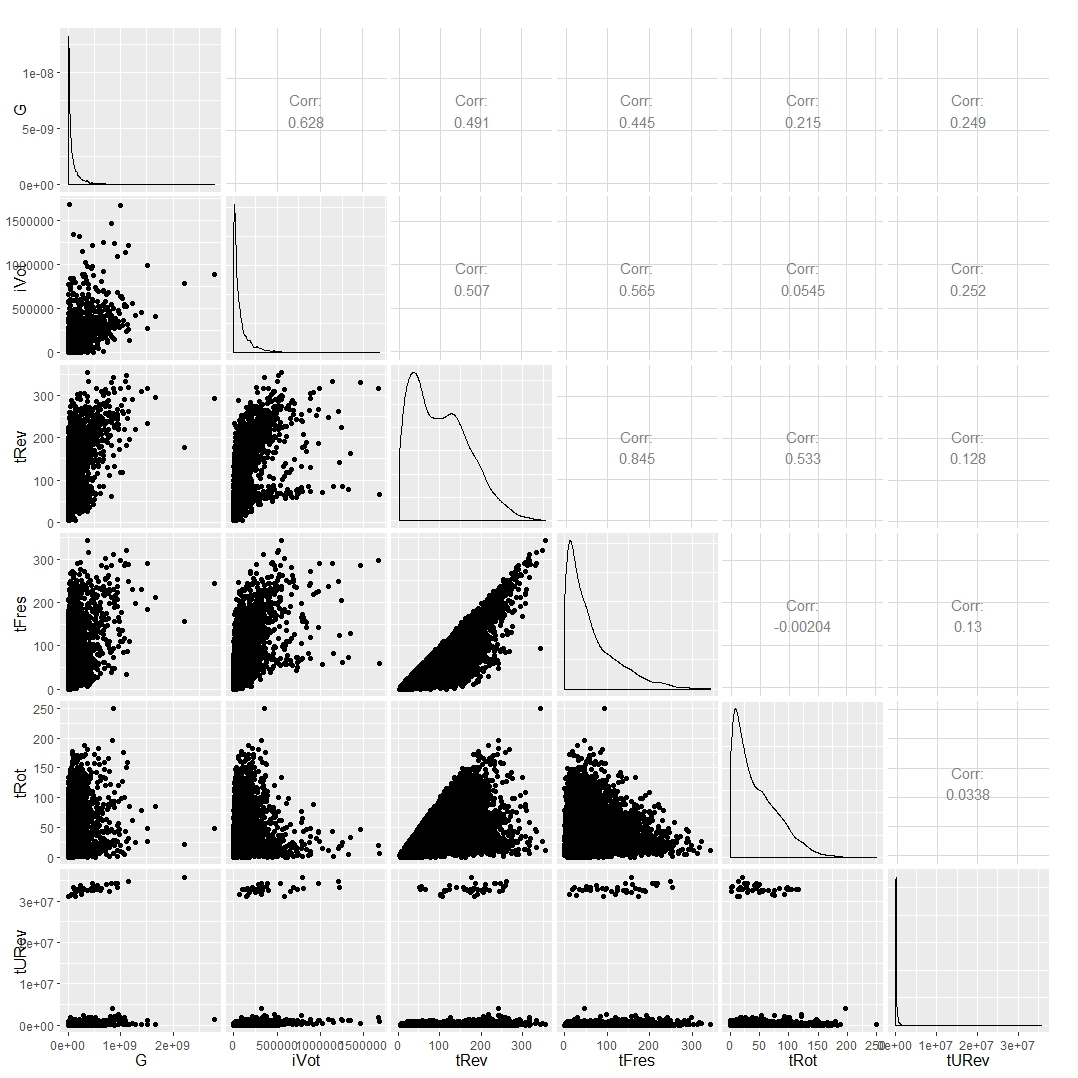 1e-08
5e-09
0e+00
G
Corr:
0.628
Corr:
0.491
Corr:
0.445
Corr:
0.215
Corr:
0.249
1500000
1000000
500000
0
iVot
Corr:
0.507
Corr:
0.565
Corr:
0.0545
Corr:
0.252
300
200
100
0
tRev
Corr:
0.845
Corr:
0.533
Corr:
0.128
300
200
100
0
tFres
Corr:
-0.00204
Corr:
0.13
250
200
150
100
50
0
tRot
Corr:
0.0338
3e+07
2e+07
1e+07
0e+00
tURev
0e+00 1e+09 2e+09
0 500000 1000000 1500000
0 100 200 300
0 100 200 300
0 50 100 150 200 250
0e+00 1e+07 2e+07 3e+07
G iVot tRev tFres tRot tURev